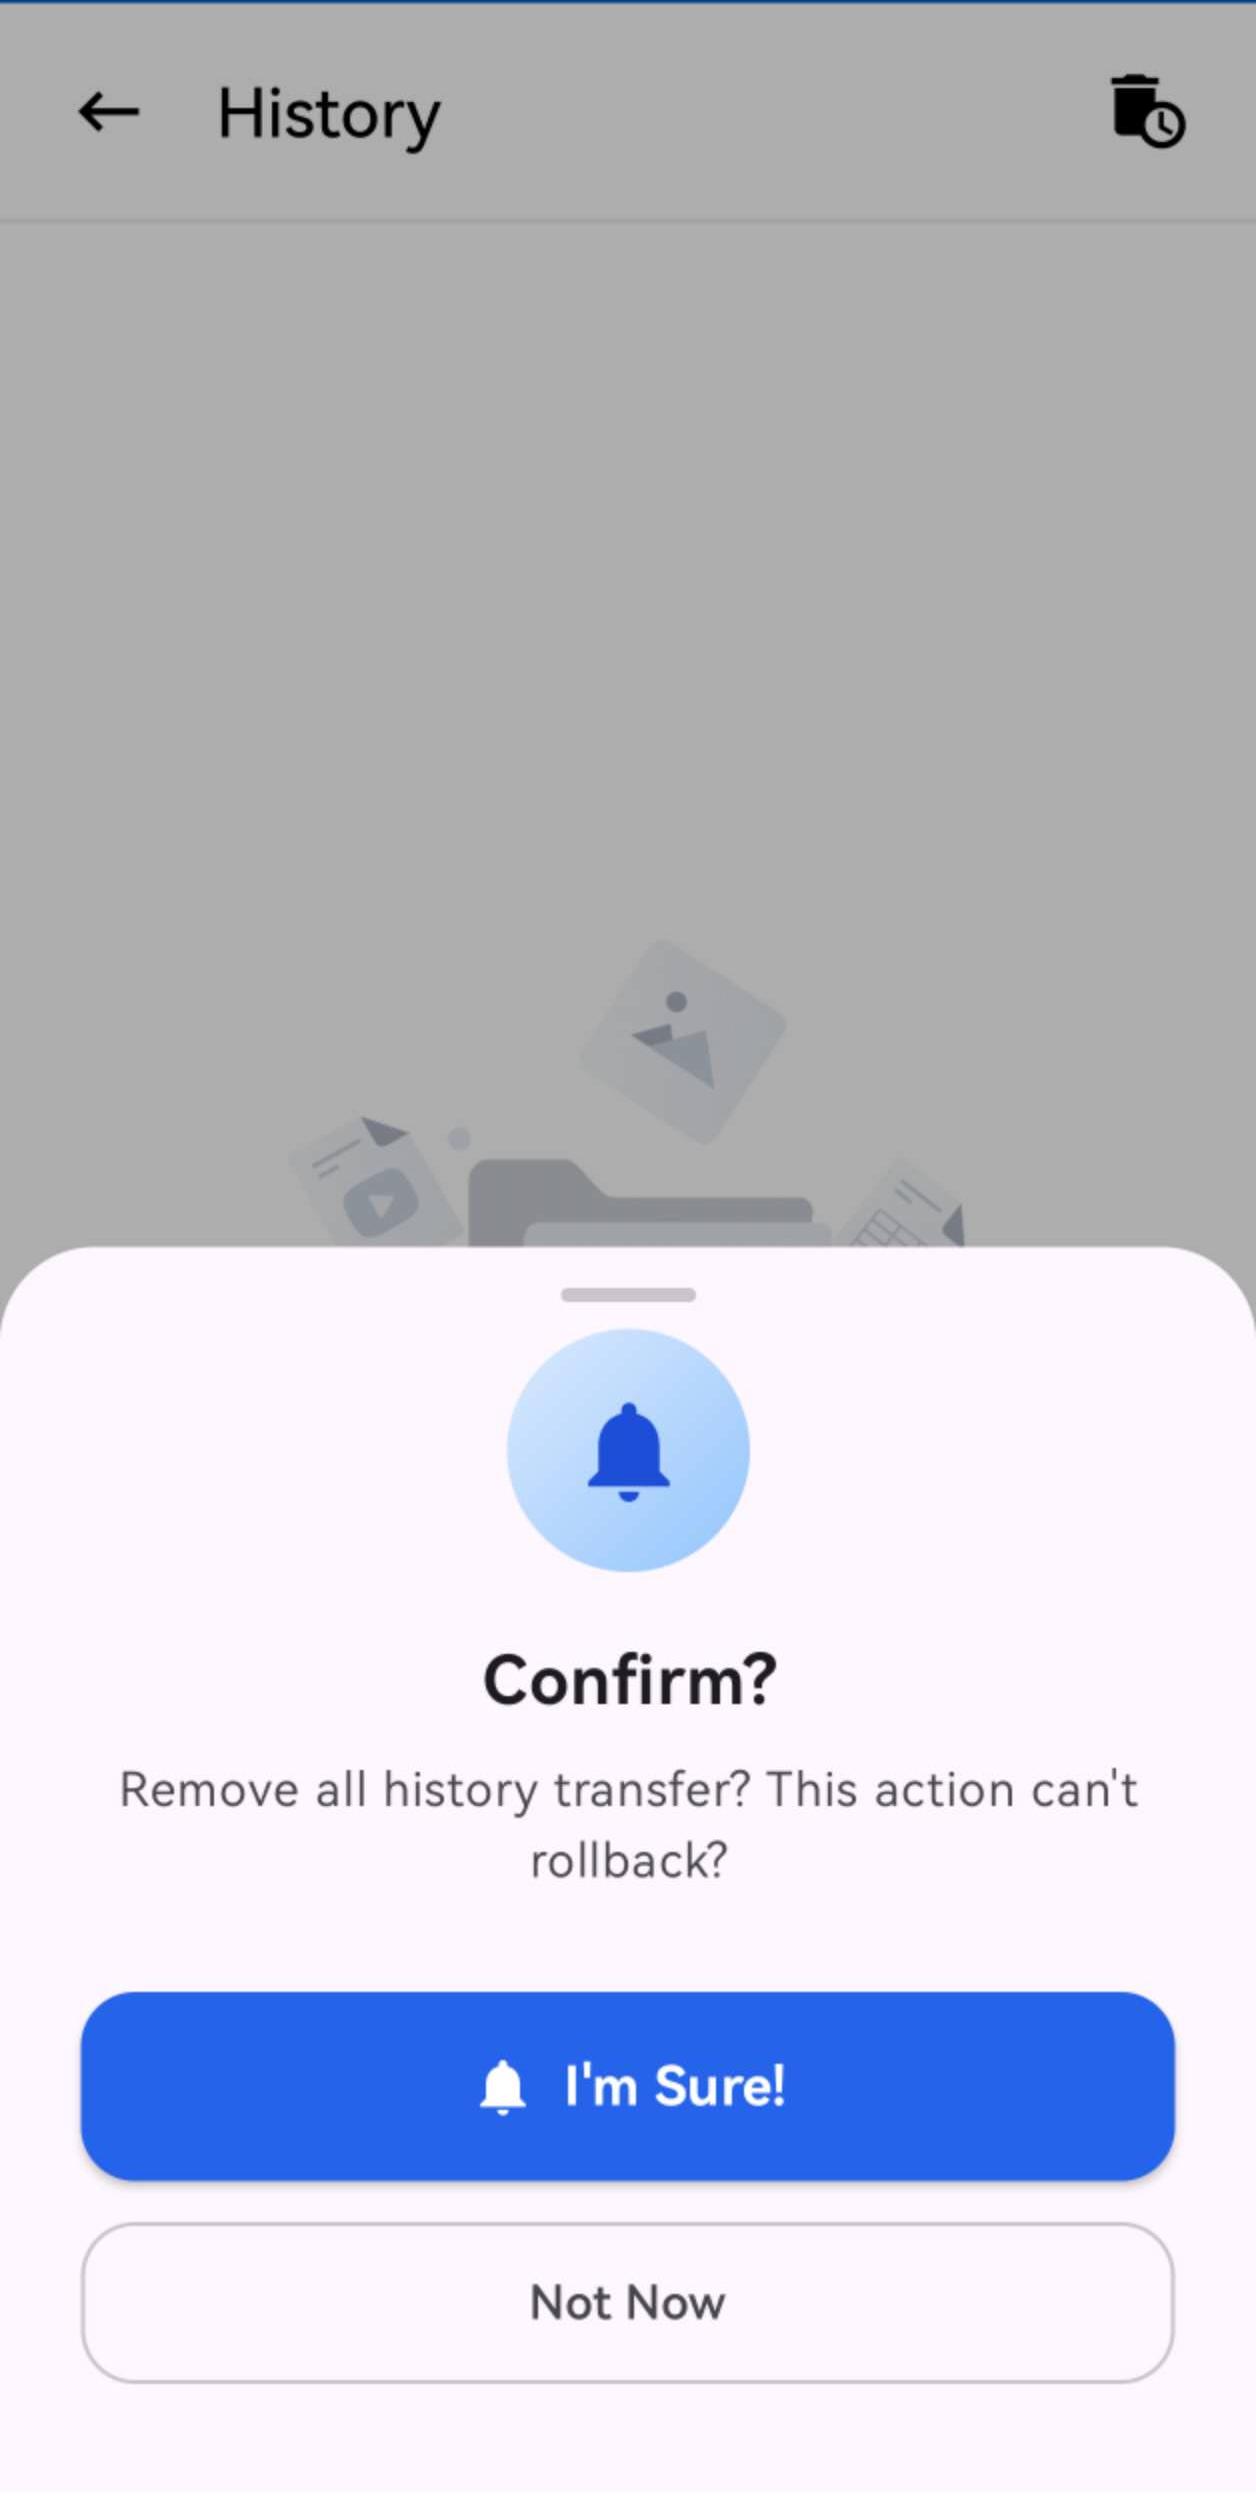 History
Confirm?
Remove all history transfer? This action can't
rollback?
I'm Sure!
Not Now